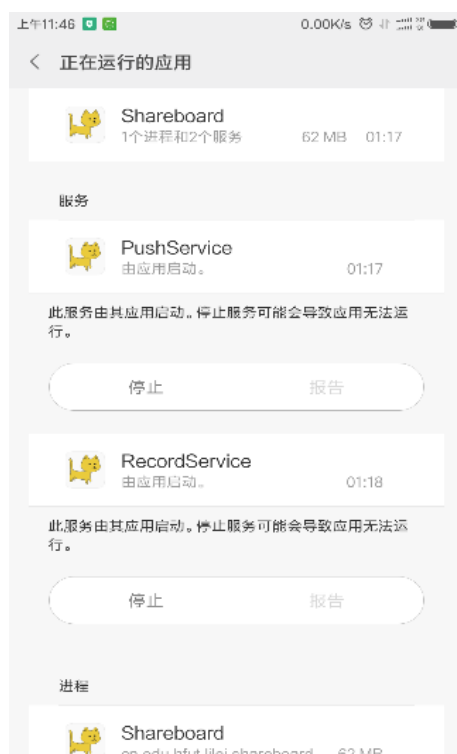 上午11:46
0.00K/s
正在运行的应用
Shareboard
1个进程和2个服务
62 MB 01:17
服务
PushService
由应用启动。
01:17
此服务由其应用启动。停止服务可能会导致应用无法运
行。
停止 报告
RecordService
由应用启动。
01:18
此服务由其应用启动。停止服务可能会导致应用无法运
行。
停止 报告
进程
Shareboard
62 MB